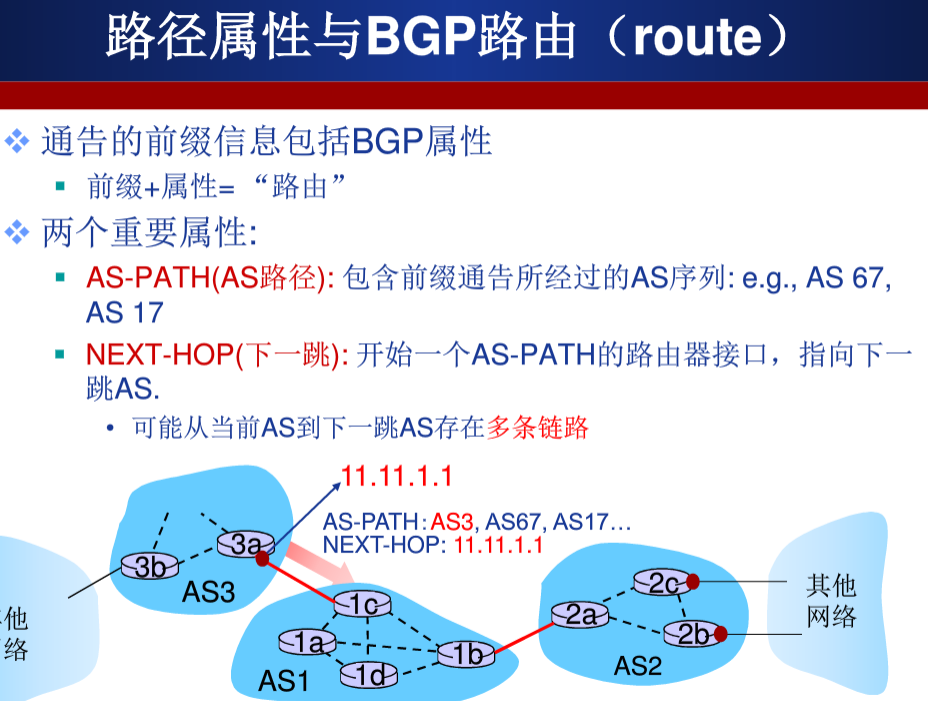 路径属性与BGP路由（route）
通告的前缀信息包括BGP属性
前缀+属性= “路由”
两个重要属性:
AS-PATH(AS路径): 包含前缀通告所经过的AS序列: e.g., AS 67,
AS 17
NEXT-HOP(下一跳): 开始一个AS-PATH的路由器接口，指向下一
跳AS.
• 可能从当前AS到下一跳AS存在多条链路
11.11.1.1
AS-PATH:AS3, AS67, AS17…
NEXT-HOP: 11.11.1.1
3a
3b
AS3
2c
其他
网络
他
络
1c
2a
2b
1a
1b
1d
AS2
AS1